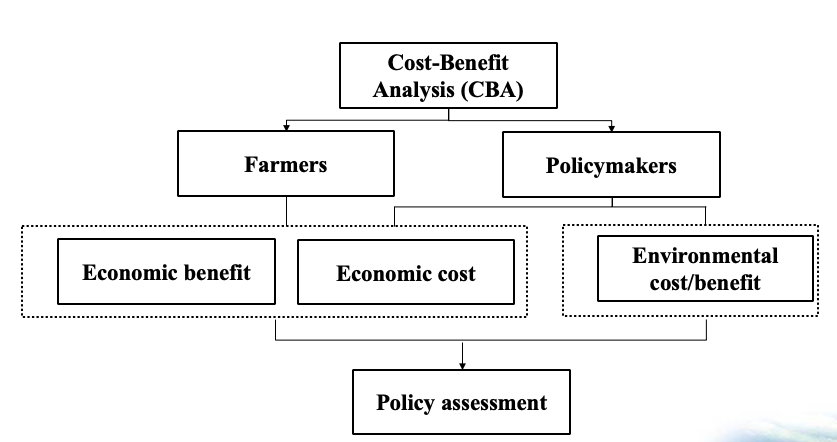 Cost-Benefit
Analysis (CBA)
Farmers
Policymakers
Economic benefit
Economic cost
Environmental
cost/benefit
Policy assessment